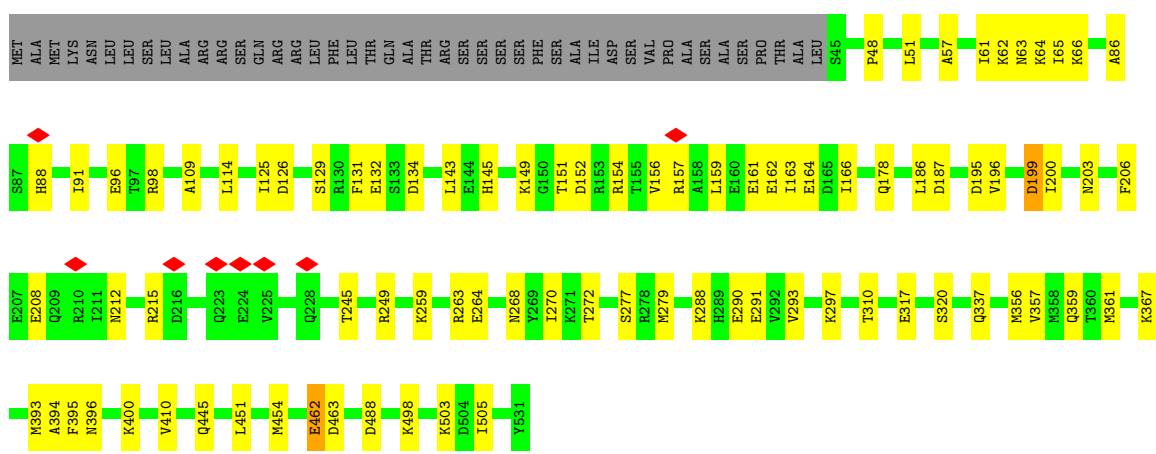 MET ALA MET LYS ASN LEU LEU SER LEU ALA ARG ARG SER GLN ARG ARG LEU PHE LEU THR GLN ALA THR ARG SER SER SER SER PHE SER ALA ILE ASP SER VAL PRO ALA SER ALA SER PRO THR ALA LEU S45 P48 L51 A57 I61 K62 N63 K64 I65 K66 A86
S87 H88 I91 E96 T97 R98 A109 L114 I125 D126 S129 R130 F131 E132 S133 D134 L143 E144 H145 K149 G150 T151 D152 R153 R154 T155 V156 R157 A158 L159 E160 E161 E162 I163 E164 D165 I166 Q178 L186 D187 D195 V196 D199 I200 N203 F206
E207 E208 Q209 R210 I211 N212 R215 D216 Q223 E224 V225 Q228 T245 R249 K259 R263 E264 N268 Y269 I270 K271 T272 S277 R278 M279 K288 H289 E290 E291 V292 V293 K297 T310 E317 S320 Q337 M356 V357 M358 Q359 T360 M361 K367
M393 A394 F395 N396 K400 V410 Q445 L451 M454 E462 D463 D488 K498 K503 D504 I505 Y531